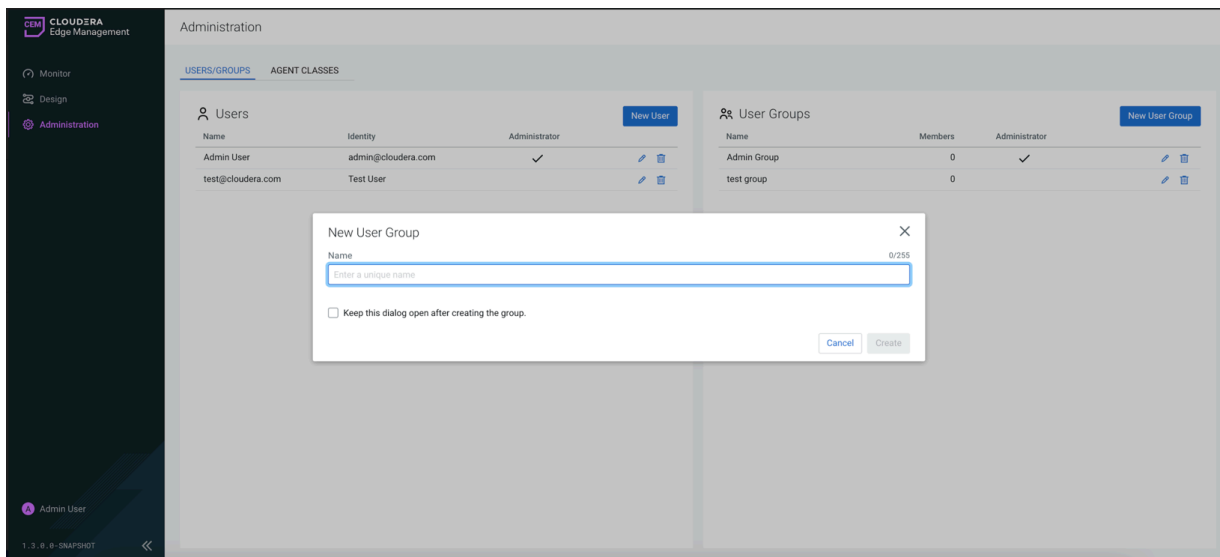 CEM CLOUDERA
Edge Management
Administration
Monitor
Design
Administration
USERS/GROUPS AGENT CLASSES
Users New User
Name Identity Administrator
Admin User admin@cloudera.com
test@cloudera.com Test User
User Groups New User Group
Name Members Administrator
Admin Group 0
test group 0
New User Group
Name 0/255
Enter a unique name
Keep this dialog open after creating the group.
Cancel Create
A Admin User
1.3.0.0-SNAPSHOT